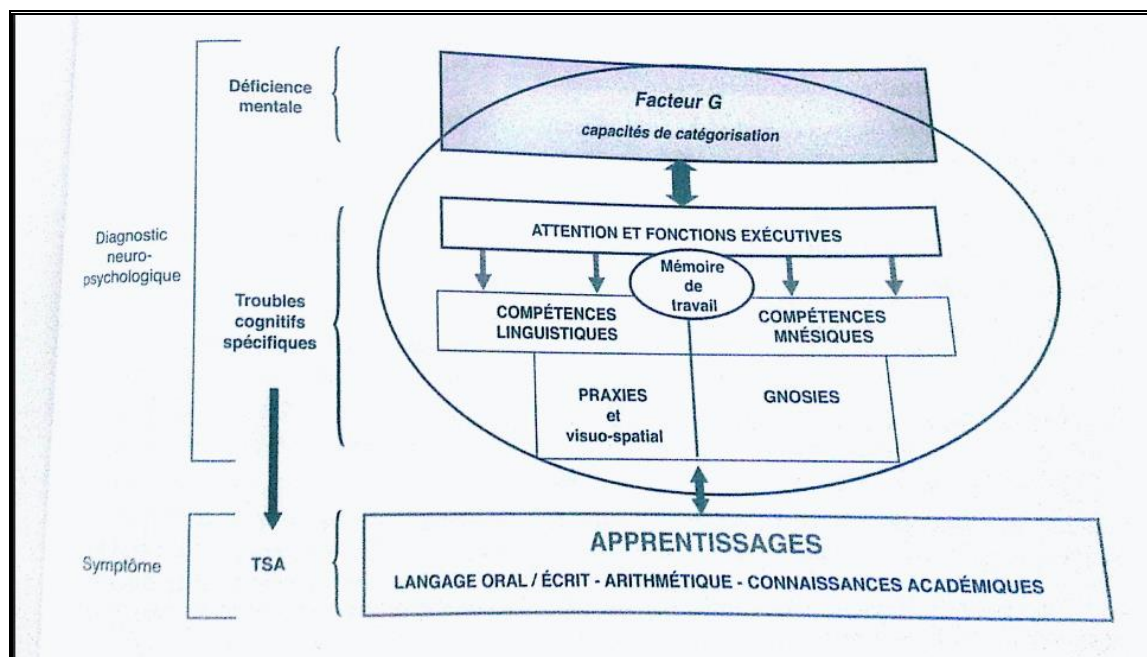 Déficience
mentale
Facteur G
capacités de catégorisation
Diagnostic
neuro-
psychologique
Troubles
cognitifs
spécifiques
ATTENTION ET FONCTIONS EXÉCUTIVES
Mémoire
de
travail
COMPÉTENCES
LINGUISTIQUES
COMPÉTENCES
MNÉSIQUES
PRAXIES
et
visuo-spatial
GNOSIES
Symptôme
TSA
APPRENTISSAGES
LANGAGE ORAL / ÉCRIT - ARITHMÉTIQUE - CONNAISSANCES ACADÉMIQUES